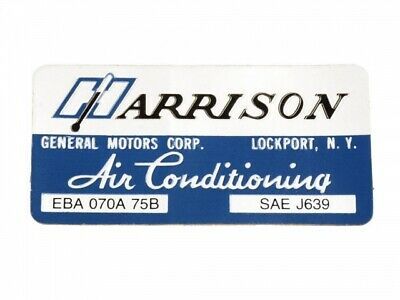 HARRISON
GENERAL MOTORS CORP. LOCKPORT, N. Y.
Air Conditioning
EBA 070A 75B SAE J639